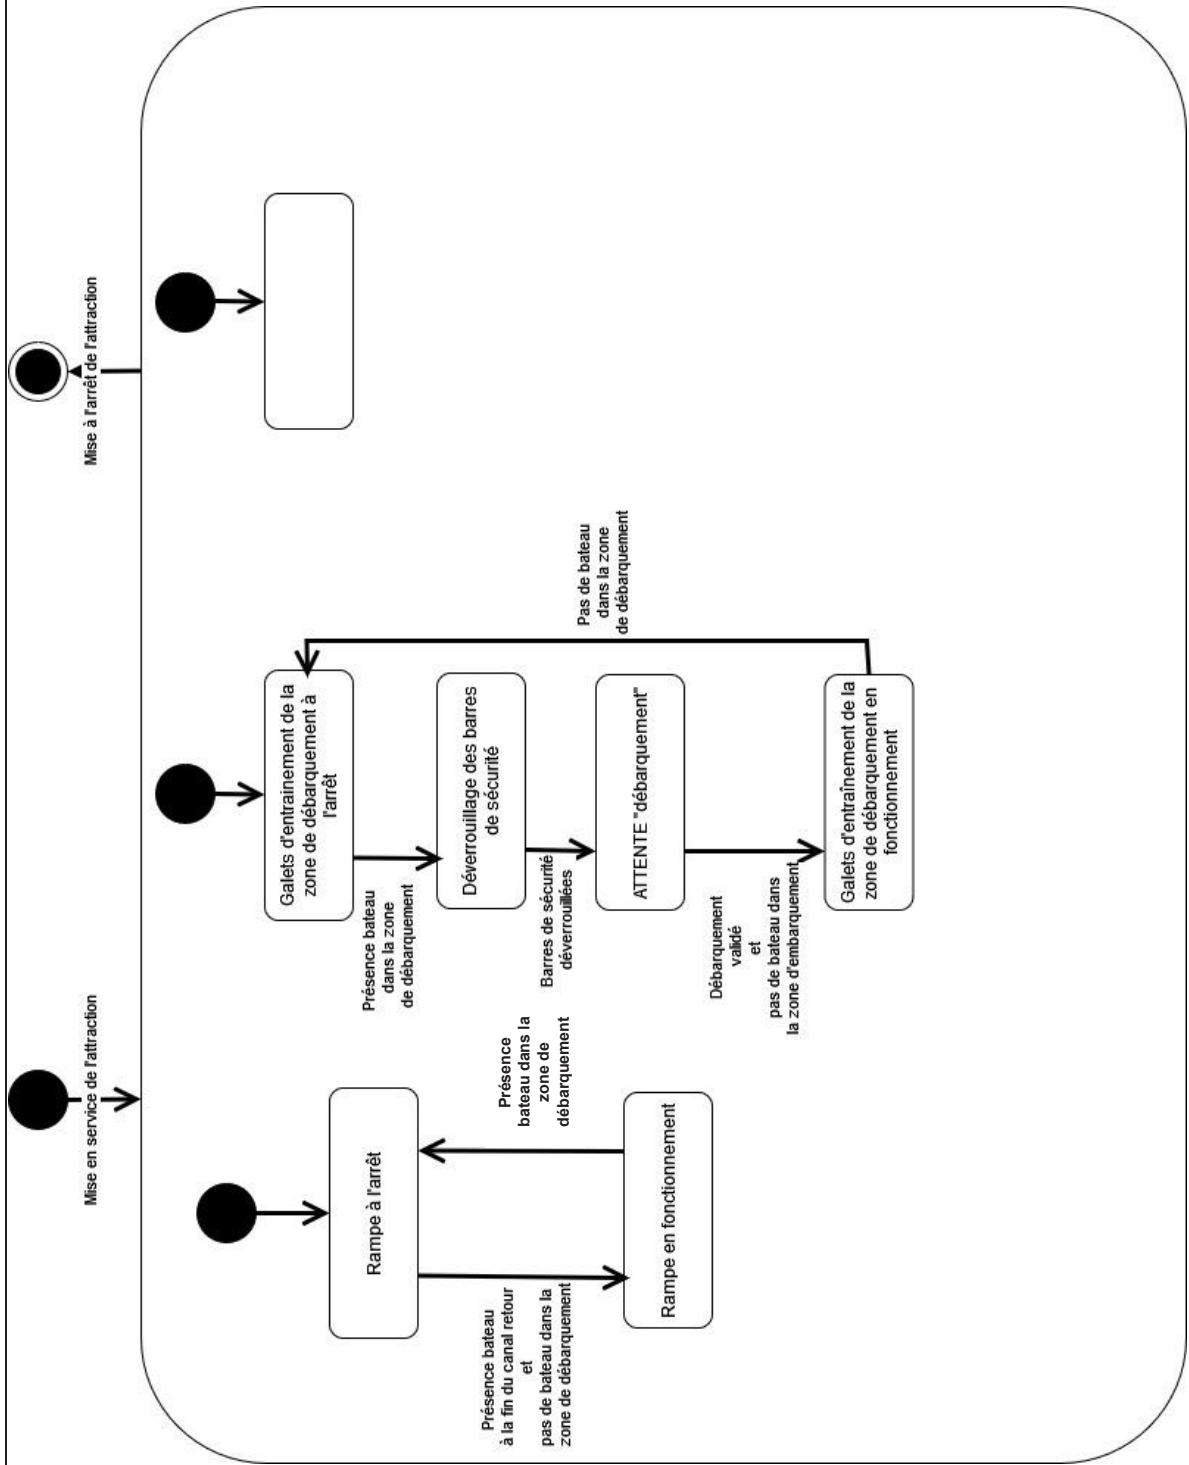 Mise en service de l'attraction
Mise à l'arrêt de l'attraction
Rampe à l'arrêt
Présence bateau
à la fin du canal retour
et
pas de bateau dans la
zone de débarquement
Présence
bateau dans la
zone de
débarquement
Rampe en fonctionnement
Galets d'entrainement de la
zone de débarquement à
l'arrêt
Présence bateau
dans la zone
de débarquement
Déverrouillage des barres
de sécurité
Barres de sécurité
déverrouillées
ATTENTE "débarquement"
Débarquement
validé
et
pas de bateau dans
la zone d'embarquement
Galets d'entraînement de la
zone de débarquement en
fonctionnement
Pas de bateau
dans la zone
de débarquement